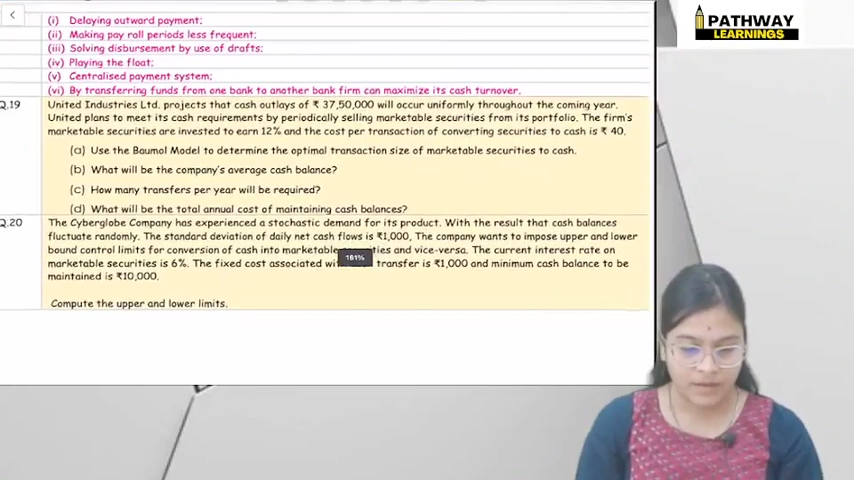 PATHWAY
LEARNINGS
(i) Delaying outward payment;
(ii) Making pay roll periods less frequent;
(iii) Solving disbursement by use of drafts;
(iv) Playing the float;
(v) Centralised payment system;
(vi) By transferring funds from one bank to another bank firm can maximize its cash turnover.
Q.19 United Industries Ltd. projects that cash outlays of ₹ 37,50,000 will occur uniformly throughout the coming year.
United plans to meet its cash requirements by periodically selling marketable securities from its portfolio. The firm's
marketable securities are invested to earn 12% and the cost per transaction of converting securities to cash is ₹ 40.
(a) Use the Baumol Model to determine the optimal transaction size of marketable securities to cash.
(b) What will be the company's average cash balance?
(c) How many transfers per year will be required?
(d) What will be the total annual cost of maintaining cash balances?
Q.20 The Cyberglobe Company has experienced a stochastic demand for its product. With the result that cash balances
fluctuate randomly. The standard deviation of daily net cash flows is ₹1,000, The company wants to impose upper and lower
bound control limits for conversion of cash into marketable and vice-versa. The current interest rate on
marketable securities is 6%. The fixed cost associated transfer is ₹1,000 and minimum cash balance to be
maintained is ₹10,000.
181%
Compute the upper and lower limits.